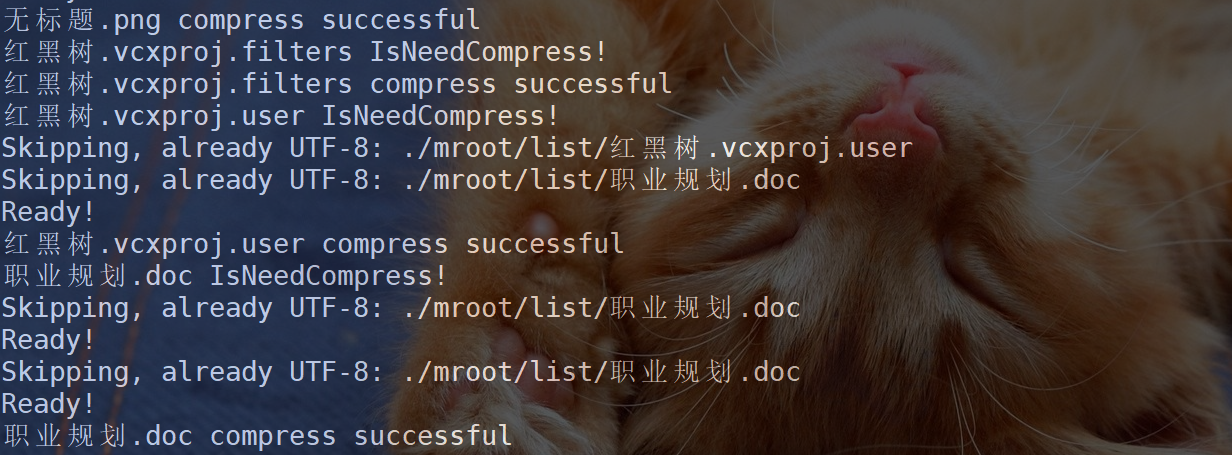 无标题.png compress successful
红黑树.vcxproj.filters IsNeedCompress!
红黑树.vcxproj.filters compress successful
红黑树.vcxproj.user IsNeedCompress!
Skipping, already UTF-8: ./mroot/list/红黑树.vcxproj.user
Skipping, already UTF-8: ./mroot/list/职业规划.doc
Ready!
红黑树.vcxproj.user compress successful
职业规划.doc IsNeedCompress!
Skipping, already UTF-8: ./mroot/list/职业规划.doc
Ready!
Skipping, already UTF-8: ./mroot/list/职业规划.doc
Ready!
职业规划.doc compress successful